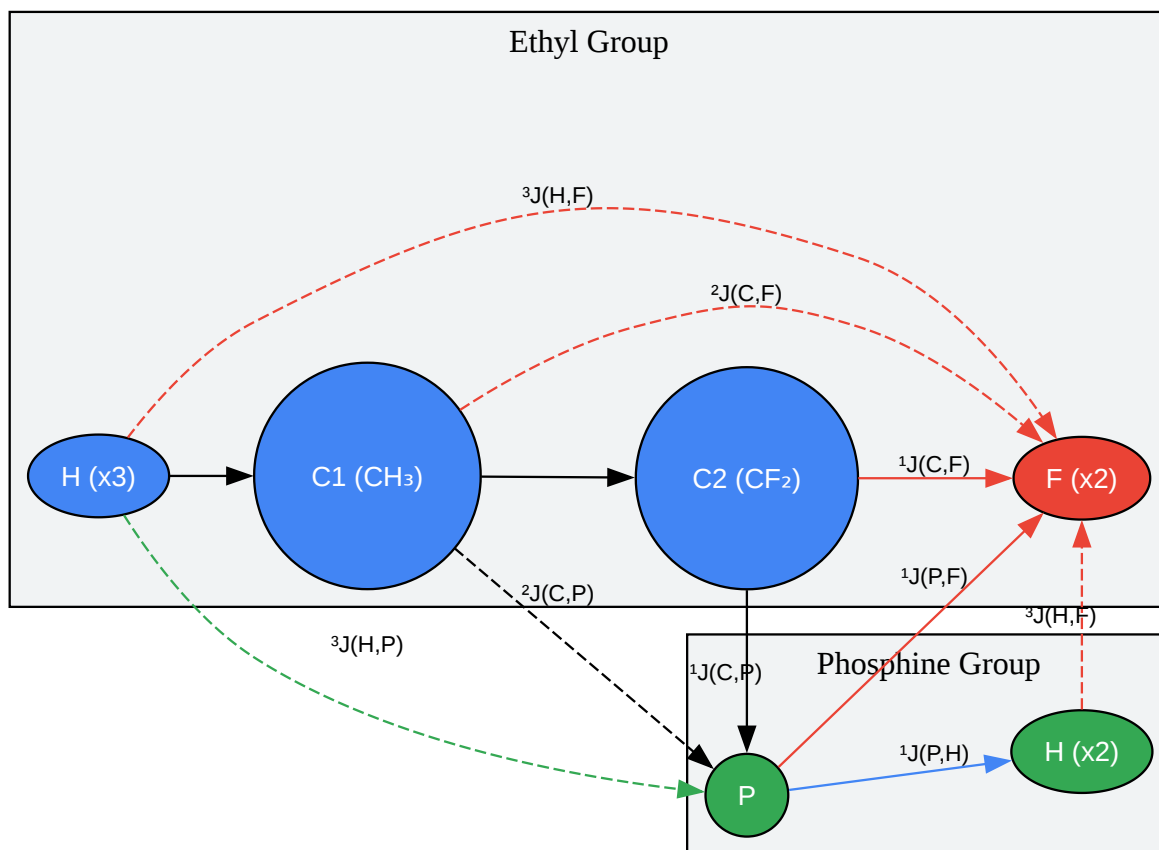 Ethyl Group
³J(H,F)
²J(C,F)
H (x3)
C1 (CH₃)
C2 (CF₂)
¹J(C,F)
F (x2)
²J(C,P)
¹J(P,F)
³J(H,F)
³J(H,P)
¹J(C,P)
Phosphine Group
¹J(P,H)
H (x2)
P